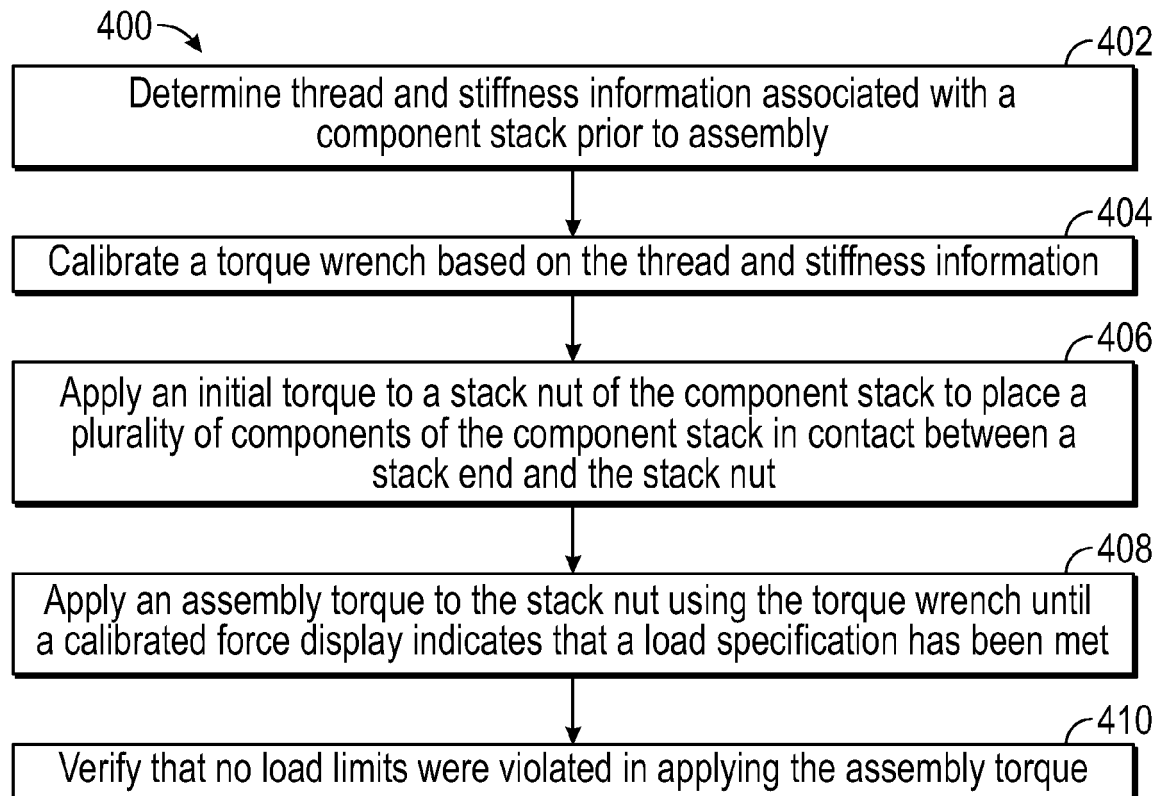 400
402
Determine thread and stiffness information associated with a
component stack prior to assembly
404
Calibrate a torque wrench based on the thread and stiffness information
406
Apply an initial torque to a stack nut of the component stack to place a
plurality of components of the component stack in contact between a
stack end and the stack nut
408
Apply an assembly torque to the stack nut using the torque wrench until
a calibrated force display indicates that a load specification has been met
410
Verify that no load limits were violated in applying the assembly torque